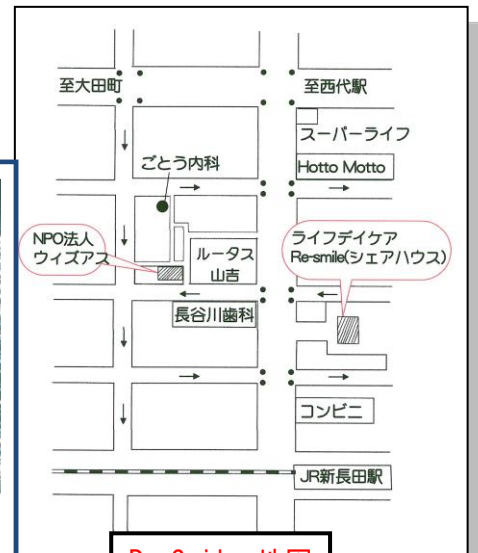 至大田町
至西代駅
スーパーライフ
ごとう内科
Hotto Motto
NPO法人
ウィズアス
ルータス
山吉
ライフデイケア
Re-smile(シェアハウス)
長谷川歯科
コンビニ
JR新長田駅